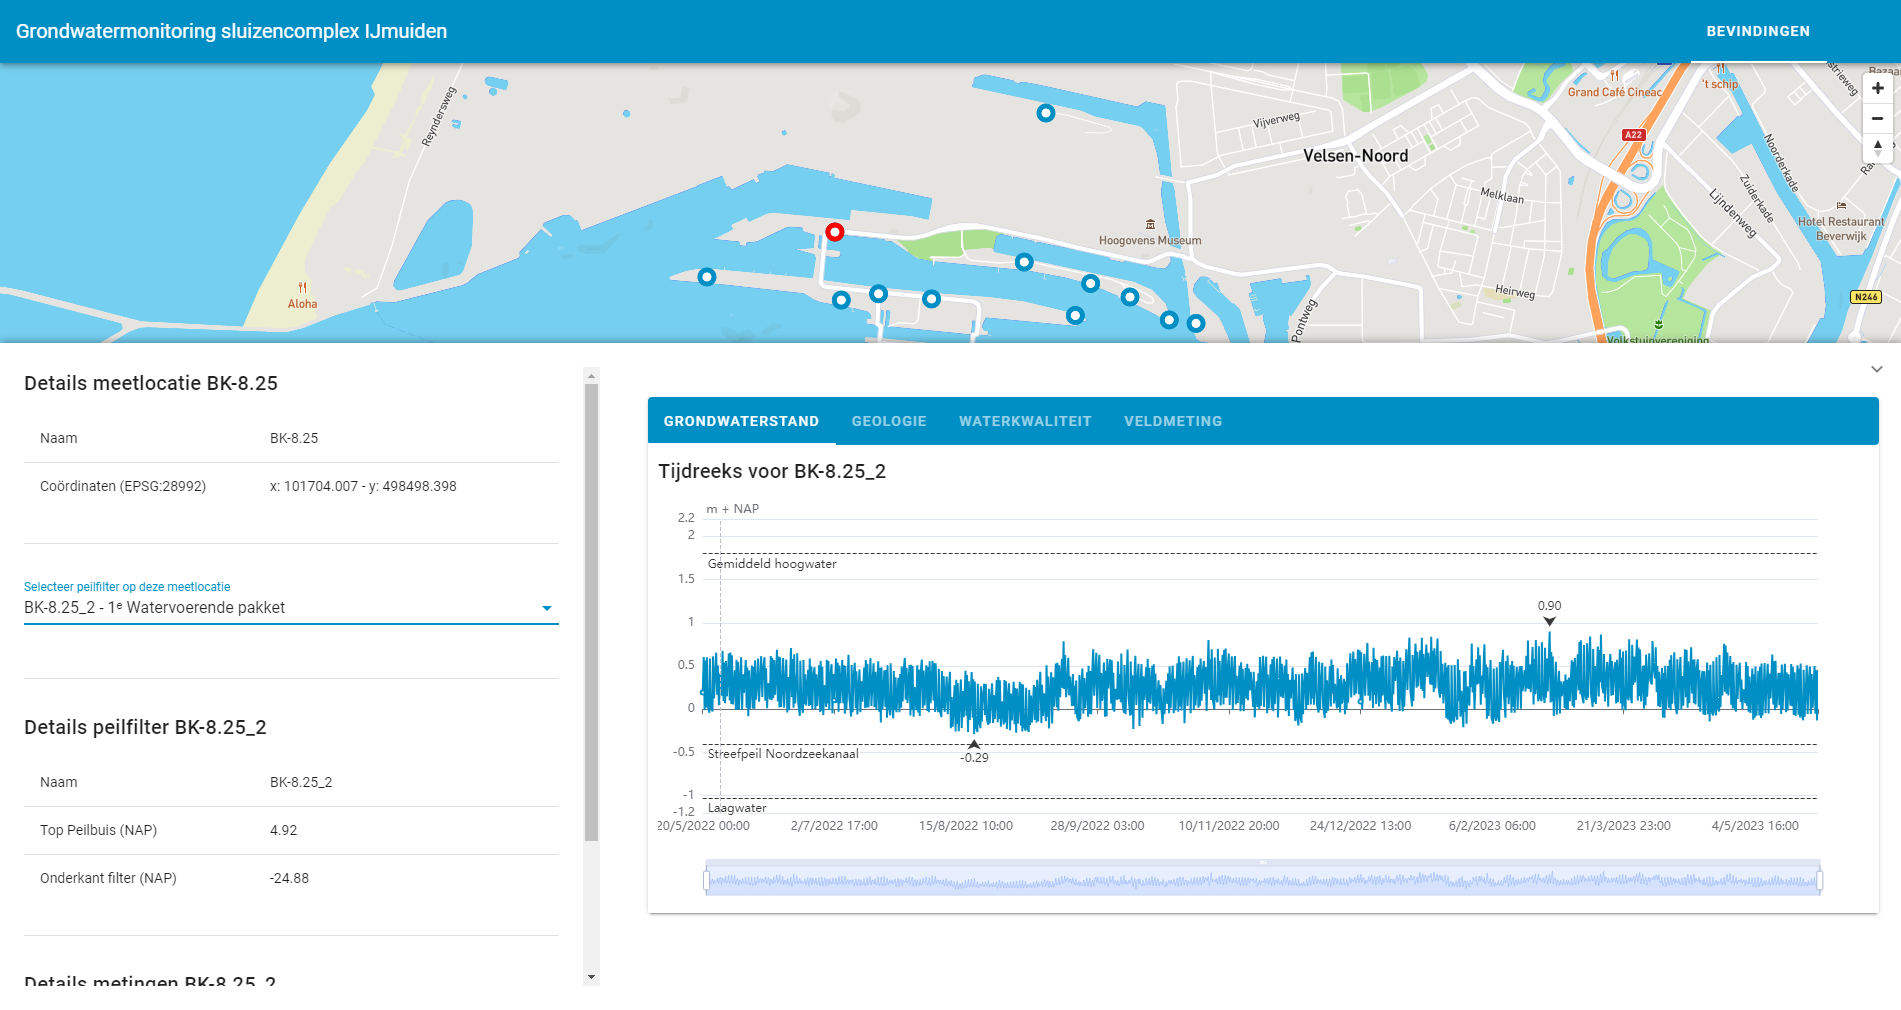 Grondwatermonitoring sluizencomplex IJmuiden
BEVINDINGEN
Reyndersweg
Aloha
Vijverweg
Velsen-Noord
Melklaan
Hoogovens Museum
Heirweg
Pontweg
Grand Café Cineac
't schip
A22
Noorderkade
Zuiderkade
Lijndenweg
Hotel Restaurant
Beverwijk
N246
Volkstuinvereniging
Details meetlocatie BK-8.25
Naam BK-8.25
Coördinaten (EPSG:28992) x: 101704.007 - y: 498498.398
Selecteer peilfilter op deze meetlocatie
BK-8.25_2 - 1ᵉ Watervoerende pakket
Details peilfilter BK-8.25_2
Naam BK-8.25_2
Top Peilbuis (NAP) 4.92
Onderkant filter (NAP) -24.88
Details metingen BK-8.25_2
GRONDWATERSTAND GEOLOGIE WATERKWALITEIT VELDMETING
Tijdreeks voor BK-8.25_2
m + NAP
2.2
2
Gemiddeld hoogwater
1.5
0.90
1
0.5
0
-0.5
Streefpeil Noordzeekanaal
-0.29
-1
Laagwater
-1.2
20/5/2022 00:00 2/7/2022 17:00 15/8/2022 10:00 28/9/2022 03:00 10/11/2022 20:00 24/12/2022 13:00 6/2/2023 06:00 21/3/2023 23:00 4/5/2023 16:00